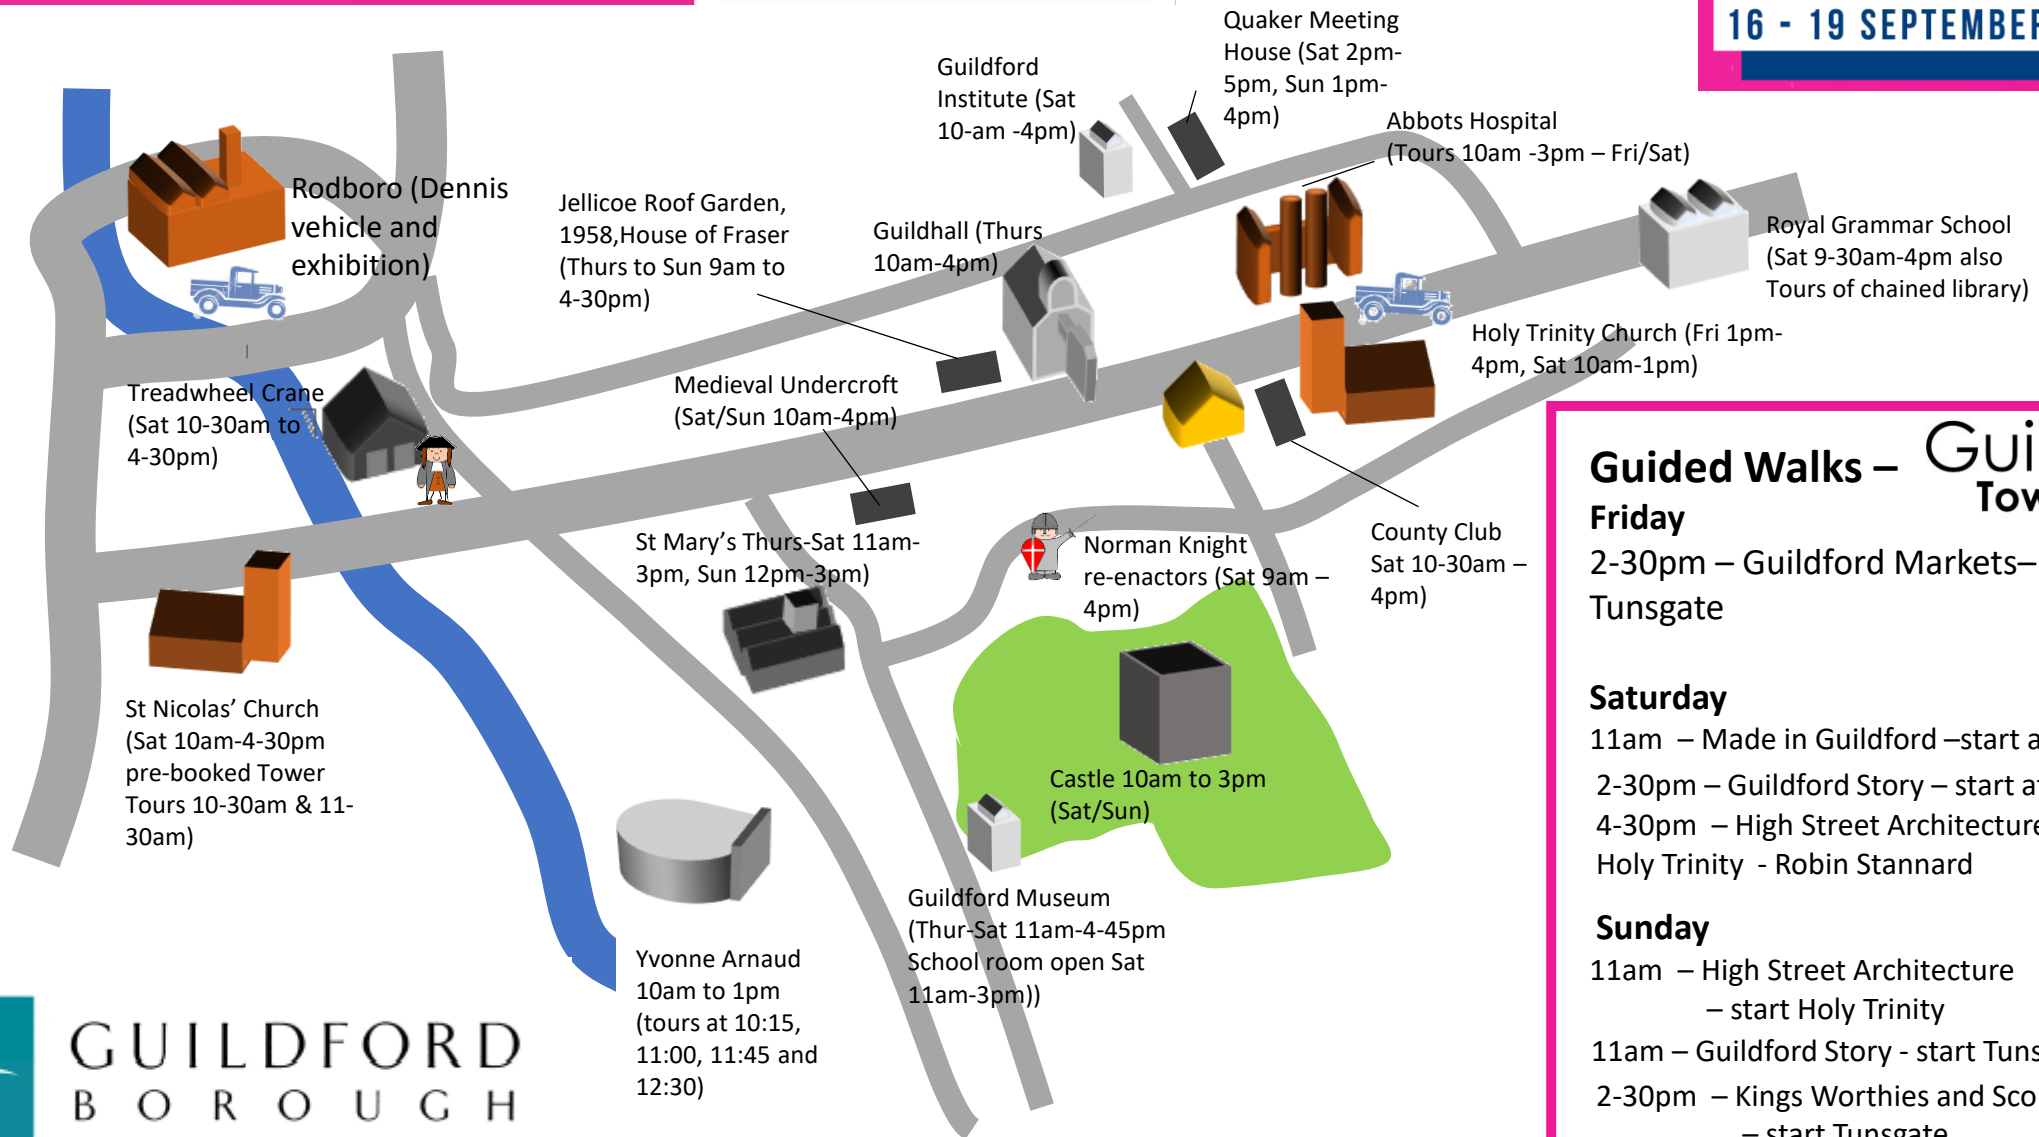 16 - 19 SEPTEMBER
Quaker Meeting
House (Sat 2pm-
5pm, Sun 1pm-
4pm)
Guildford
Institute (Sat
10-am -4pm)
Abbots Hospital
(Tours 10am -3pm – Fri/Sat)
Rodboro (Dennis
vehicle and
exhibition)
Jellicoe Roof Garden,
1958,House of Fraser
(Thurs to Sun 9am to
4-30pm)
Guildhall (Thurs
10am-4pm)
Royal Grammar School
(Sat 9-30am-4pm also
Tours of chained library)
Holy Trinity Church (Fri 1pm-
4pm, Sat 10am-1pm)
Treadwheel Crane
(Sat 10-30am to
4-30pm)
Medieval Undercroft
(Sat/Sun 10am-4pm)
St Mary’s Thurs-Sat 11am-
3pm, Sun 12pm-3pm)
Norman Knight
re-enactors (Sat 9am –
4pm)
County Club
Sat 10-30am –
4pm)
St Nicolas’ Church
(Sat 10am-4-30pm
pre-booked Tower
Tours 10-30am & 11-
30am)
Castle 10am to 3pm
(Sat/Sun)
Guildford Museum
(Thur-Sat 11am-4-45pm
School room open Sat
11am-3pm))
Yvonne Arnaud
10am to 1pm
(tours at 10:15,
11:00, 11:45 and
12:30)
GUILDFORD
BOROUGH
Guided Walks –
Friday
2-30pm – Guildford Markets–
Tunsgate
Saturday
11am – Made in Guildford –start
2-30pm – Guildford Story – start
4-30pm – High Street Architecture
Holy Trinity - Robin Stannard
Sunday
11am – High Street Architecture
– start Holy Trinity
11am – Guildford Story - start
2-30pm – Kings Worthies and
– start Tunsgate